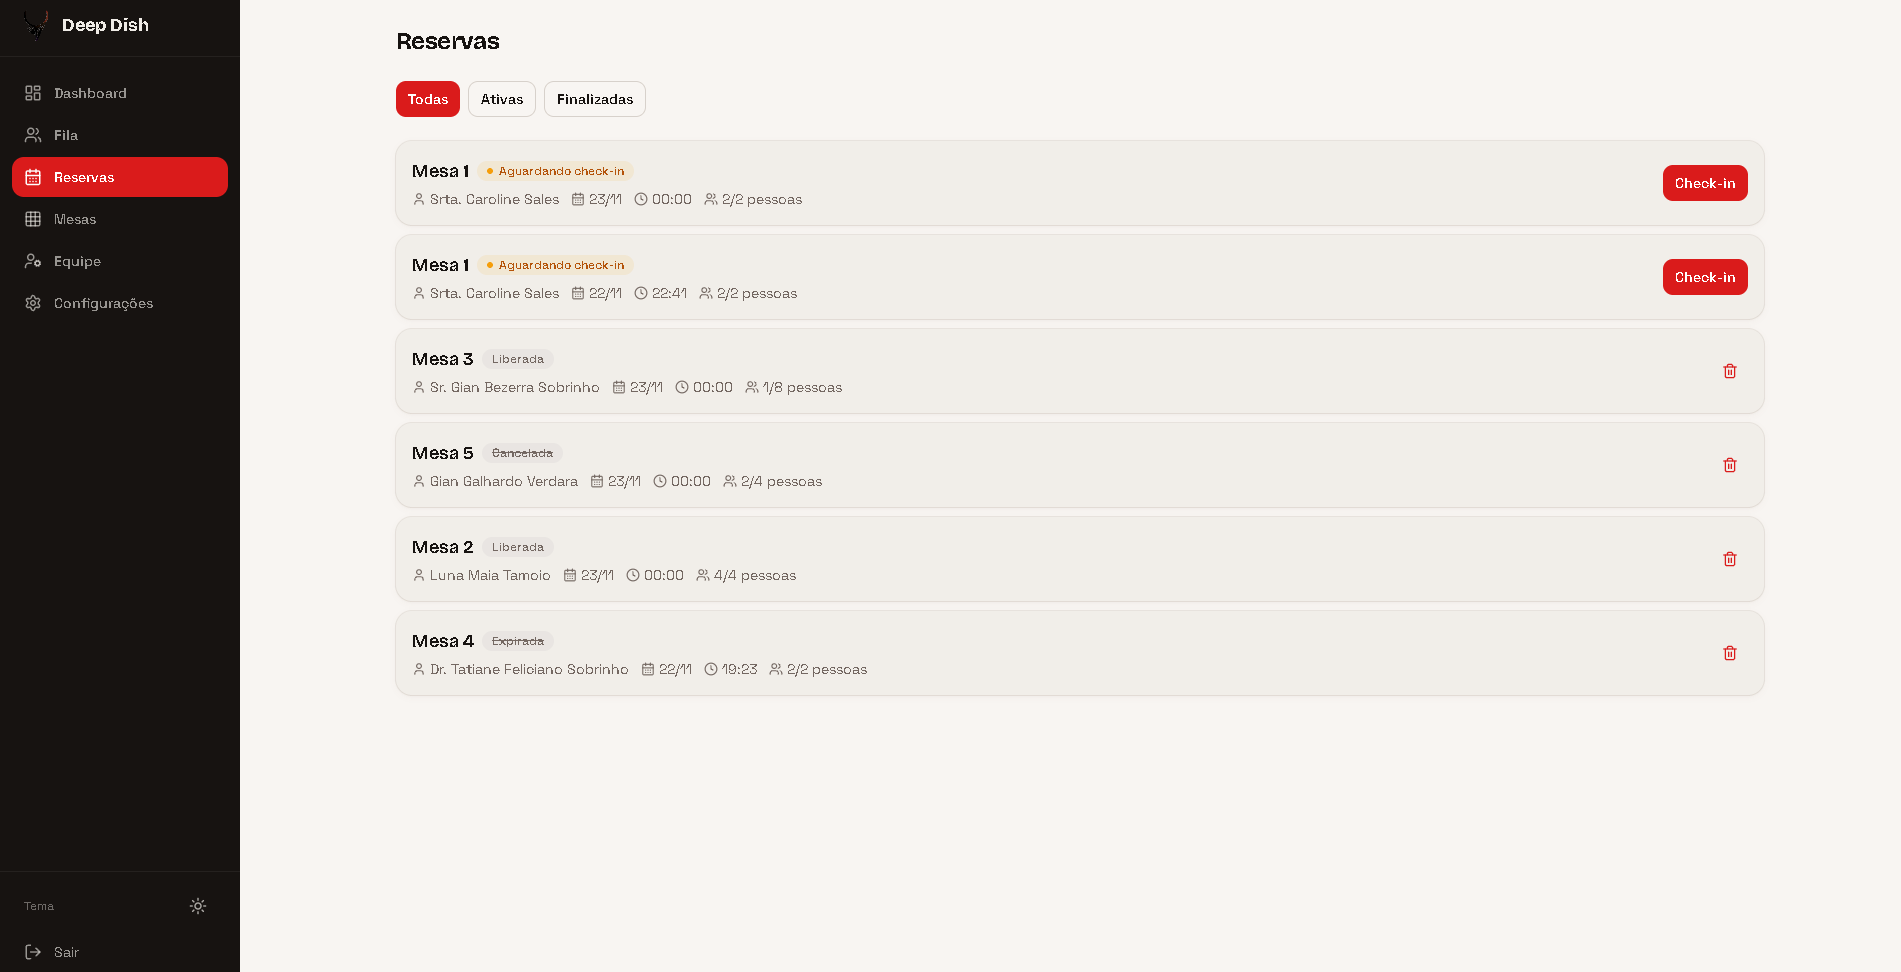 Deep Dish
Dashboard
Fila
Reservas
Mesas
Equipe
Configurações
Tema
Sair
Reservas
Todas
Ativas
Finalizadas
Mesa 1 Aguardando check-in
Srta. Caroline Sales 23/11 00:00 2/2 pessoas
Check-in
Mesa 1 Aguardando check-in
Srta. Caroline Sales 22/11 22:41 2/2 pessoas
Check-in
Mesa 3 Liberada
Sr. Gian Bezerra Sobrinho 23/11 00:00 1/8 pessoas
Mesa 5 Cancelada
Gian Galhardo Verdara 23/11 00:00 2/4 pessoas
Mesa 2 Liberada
Luna Maia Tamoio 23/11 00:00 4/4 pessoas
Mesa 4 Expirada
Dr. Tatiane Feliciano Sobrinho 22/11 19:23 2/2 pessoas